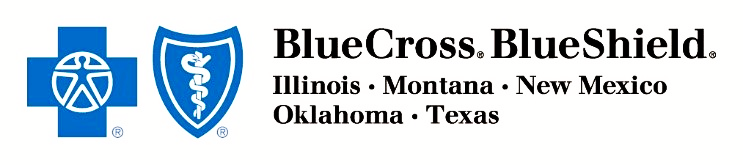 BlueCross® BlueShield®
Illinois • Montana • New Mexico
Oklahoma • Texas
® ®